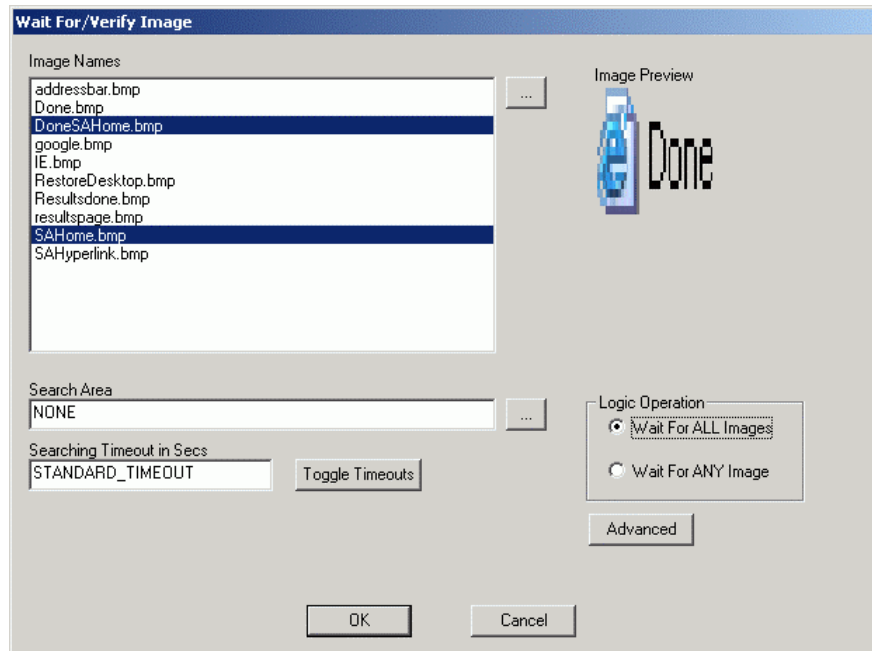 Wait For/Verify Image
Image Names
addressbar.bmp
Done.bmp
DoneSAHome.bmp
google.bmp
IE.bmp
RestoreDesktop.bmp
Resultsdone.bmp
resultspage.bmp
SAHome.bmp
SAHyperlink.bmp
...
Image Preview
Done
Search Area
NONE
...
Searching Timeout in Secs
STANDARD_TIMEOUT
Toggle Timeouts
Logic Operation
Wait For ALL Images
Wait For ANY Image
Advanced
OK
Cancel